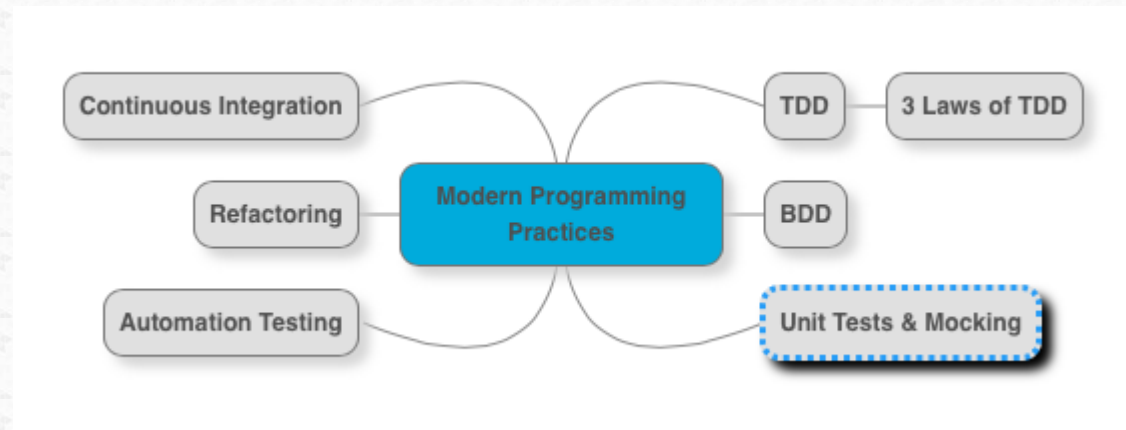 Continuous Integration
TDD
3 Laws of TDD
Modern Programming
Practices
Refactoring
BDD
Automation Testing
Unit Tests & Mocking